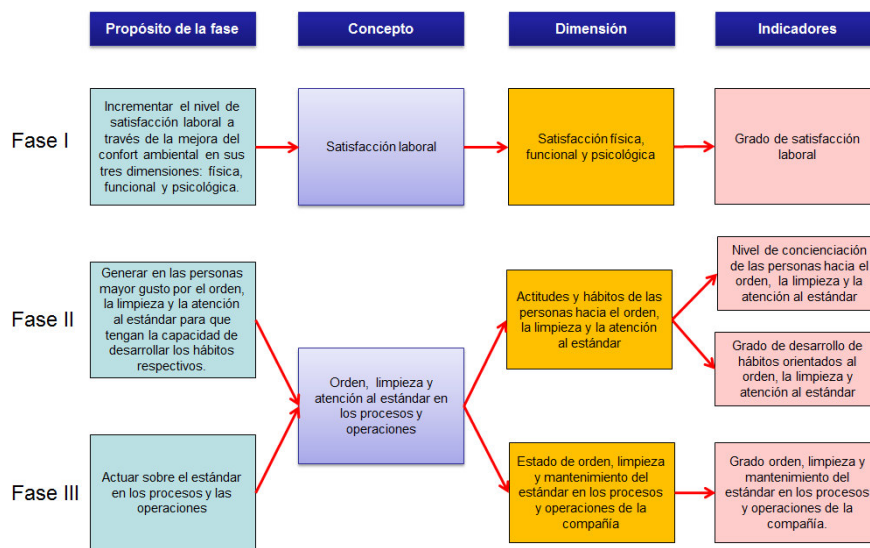 Propósito de la fase
Concepto
Dimensión
Indicadores
Fase I
Incrementar el nivel de
satisfacción laboral a
través de la mejora del
confort ambiental en sus
tres dimensiones: física,
funcional y psicológica.
Satisfacción laboral
Satisfacción física,
funcional y psicológica
Grado de satisfacción
laboral
Fase II
Generar en las personas
mayor gusto por el orden,
la limpieza y la atención
al estándar para que
tengan la capacidad de
desarrollar los hábitos
respectivos.
Orden, limpieza y
atención al estándar en
los procesos y
operaciones
Actitudes y hábitos de las
personas hacia el orden,
la limpieza y la atención
al estándar
Nivel de concienciación
de las personas hacia el
orden, la limpieza y la
atención al estándar
Grado de desarrollo de
hábitos orientados al
orden, la limpieza y
atención al estándar
Fase III
Actuar sobre el estándar
en los procesos y las
operaciones
Estado de orden, limpieza
y mantenimiento del
estándar en los procesos
y operaciones de la
compañía
Grado orden, limpieza y
mantenimiento del
estándar en los procesos
y operaciones de la
compañía.